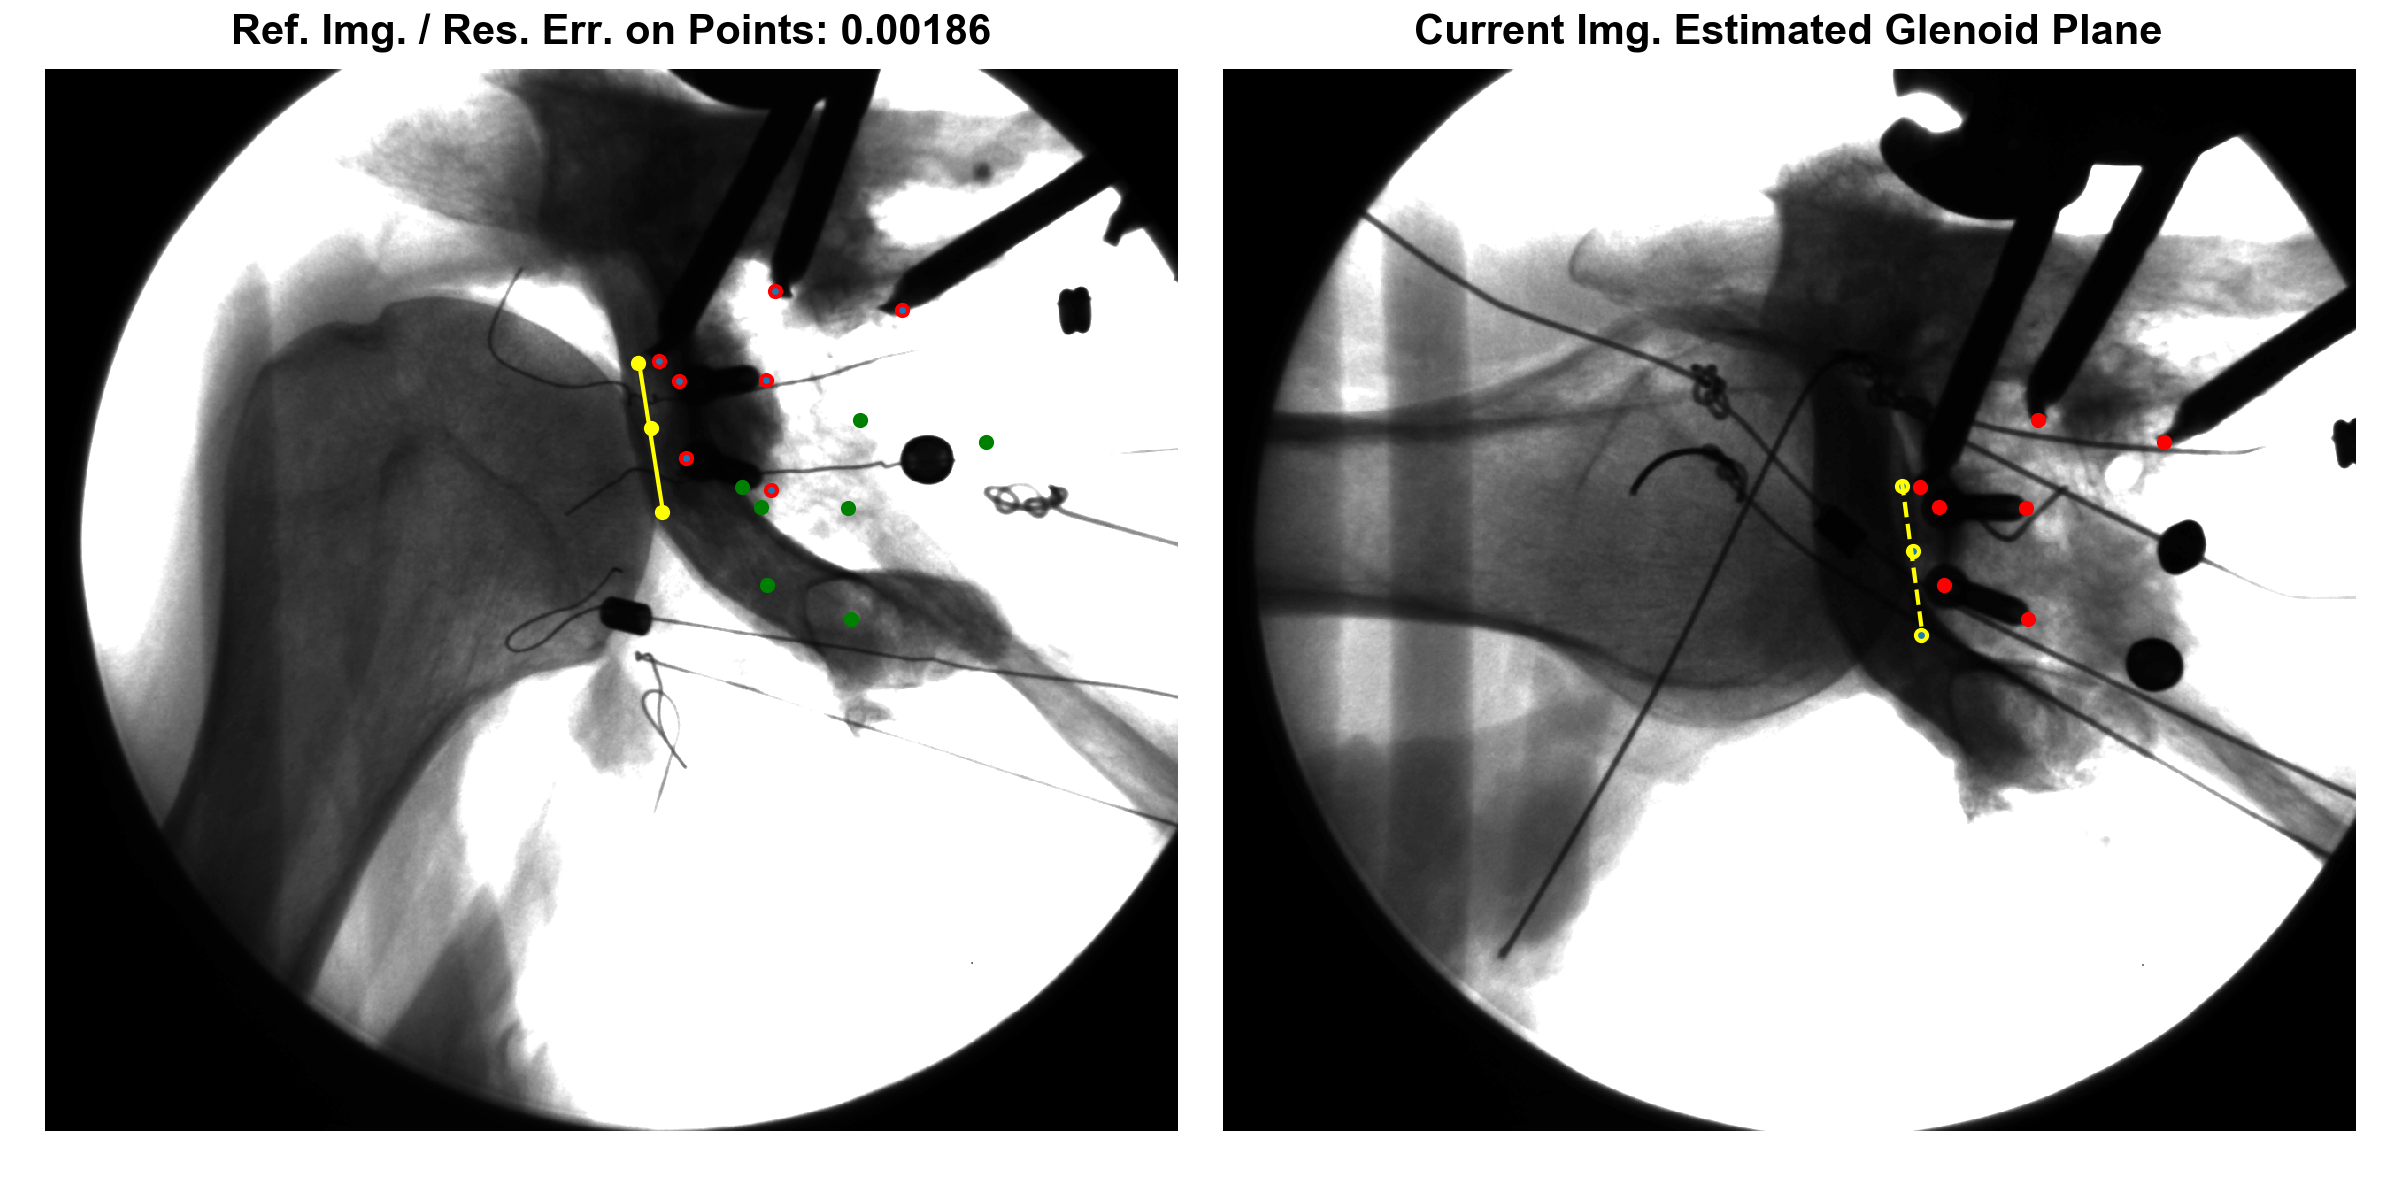 Ref. Img. / Res. Err. on Points: 0.00186
Current Img. Estimated Glenoid Plane